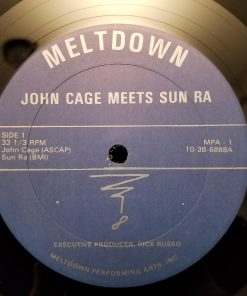 MELTDOWN
JOHN CAGE MEETS SUN RA
SIDE 1
33 1/3 RPM
John Cage (ASCAP)
Sun Ra (BMI)
MPA - 1
10-38-6888A
EXECUTIVE PRODUCER, RICK RUSSO
MELTDOWN PERFORMING ARTS, INC